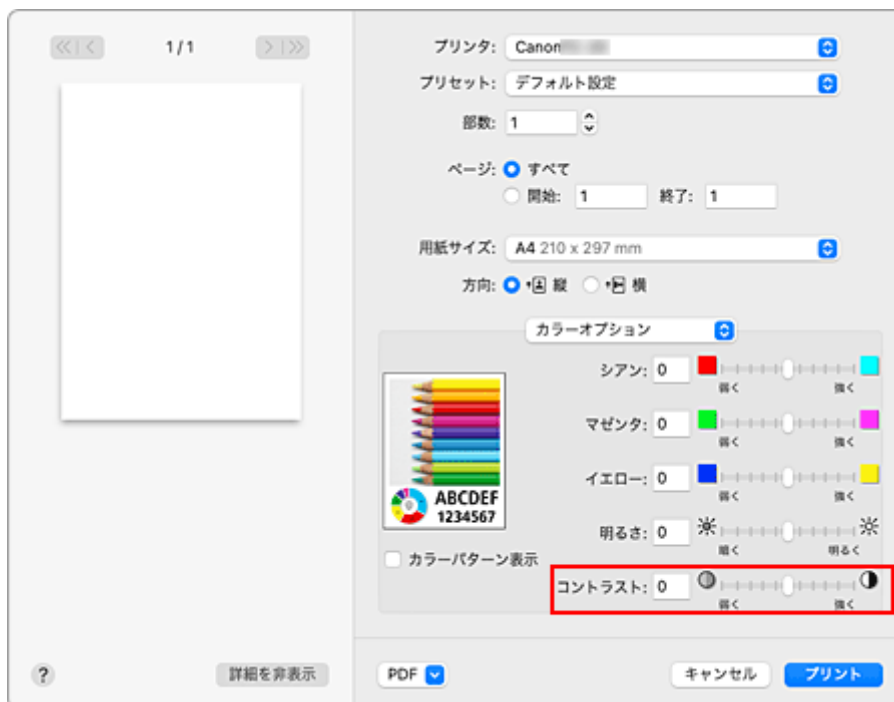 1 / 1
プリンタ: Canon
プリセット: デフォルト設定
部数: 1
ページ: すべて
開始: 1 終了: 1
用紙サイズ: A4 210 x 297 mm
方向: 縦 横
カラーオプション
シアン: 0
弱く 強く
マゼンタ: 0
弱く 強く
イエロー: 0
弱く 強く
ABCDEF
1234567
明るさ: 0
暗く 明るく
カラーパターン表示
コントラスト: 0
弱く 強く
? 詳細を非表示 PDF キャンセル プリント